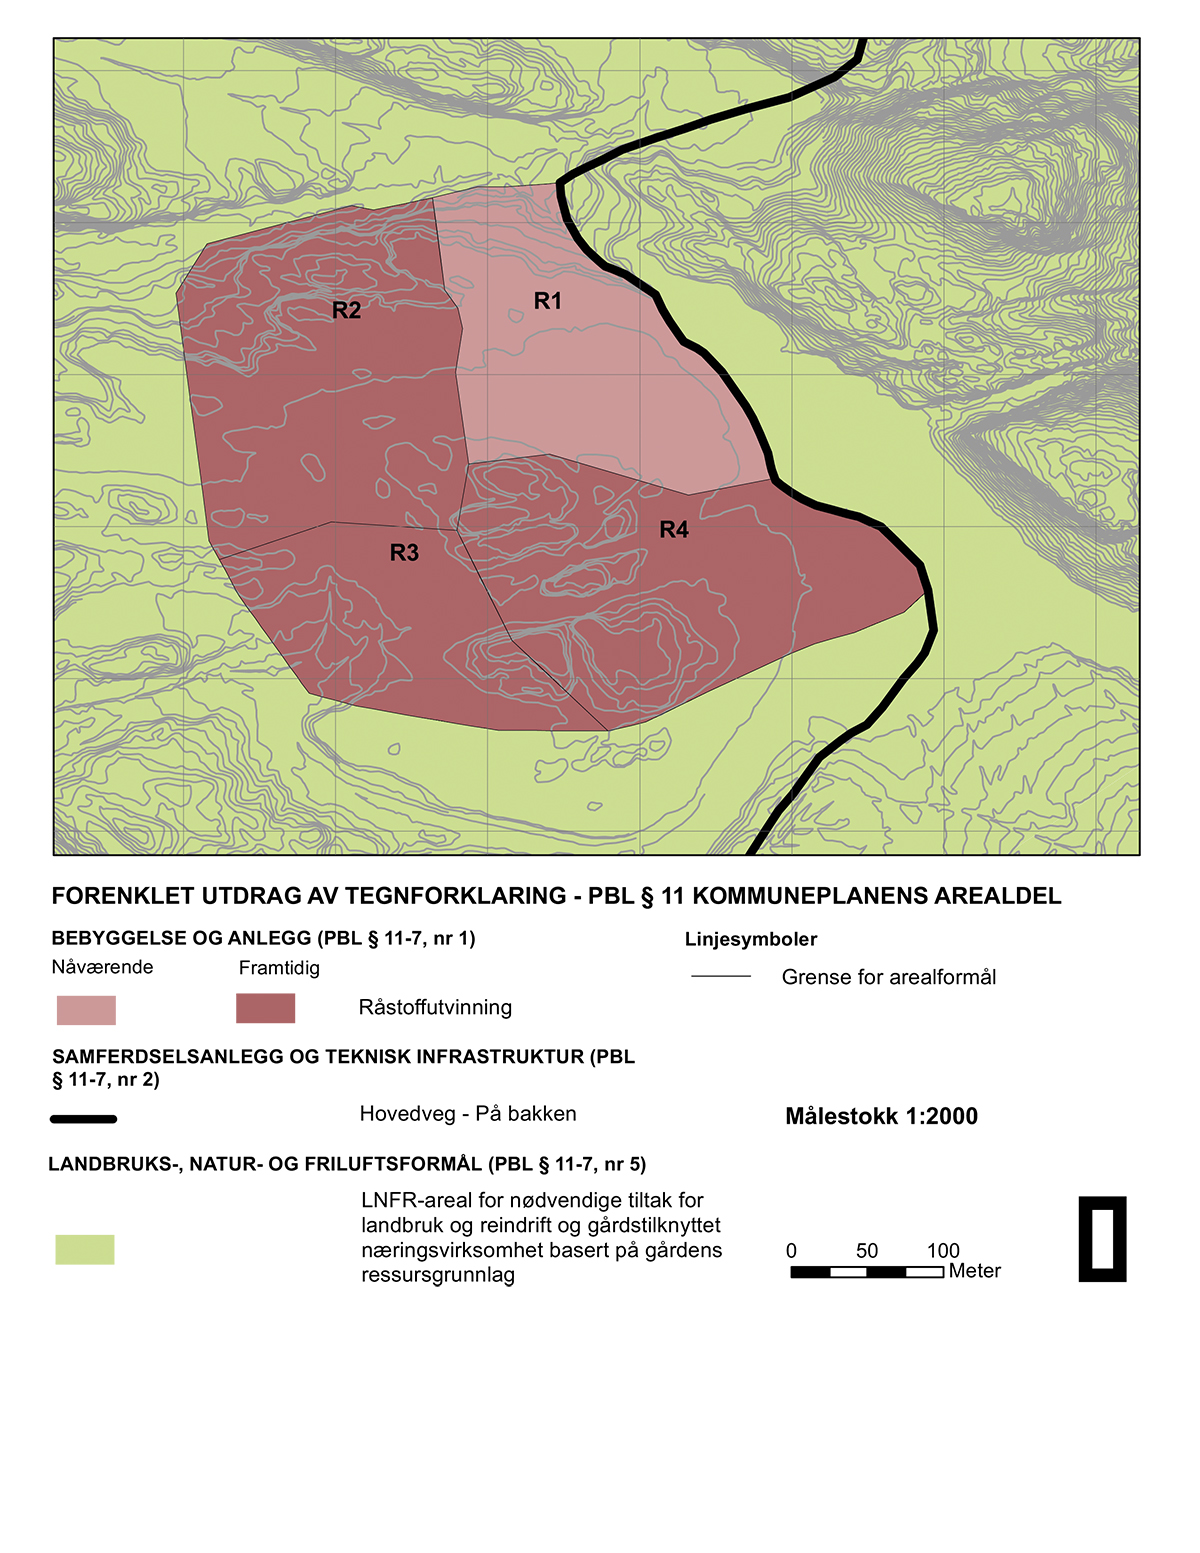 R1
R2
R4
R3
FORENKLET UTDRAG AV TEGNFORKLARING - PBL § 11 KOMMUNEPLANENS AREALDEL
BEBYGGELSE OG ANLEGG (PBL § 11-7, nr 1)
Linjesymboler
Nåværende
Framtidig
Grense for arealformål
Råstoffutvinning
SAMFERDSELSANLEGG OG TEKNISK INFRASTRUKTUR (PBL
§ 11-7, nr 2)
Hovedveg - På bakken
Målestokk 1:2000
LANDBRUKS-, NATUR- OG FRILUFTSFORMÅL (PBL § 11-7, nr 5)
LNFR-areal for nødvendige tiltak for
landbruk og reindrift og gårdstilknyttet
næringsvirksomhet basert på gårdens
ressursgrunnlag
0 50 100
Meter